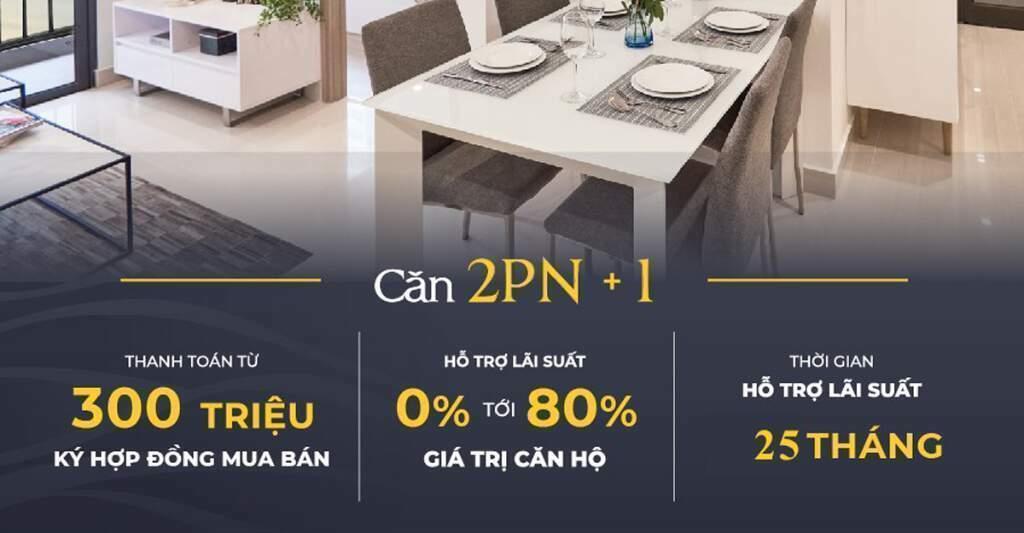 Căn 2PN + 1
THANH TOÁN TỪ
300 TRIỆU
KÝ HỢP ĐỒNG MUA BÁN
HỖ TRỢ LÃI SUẤT
0% TỚI 80%
GIÁ TRỊ CĂN HỘ
THỜI GIAN
HỖ TRỢ LÃI SUẤT
25 THÁNG